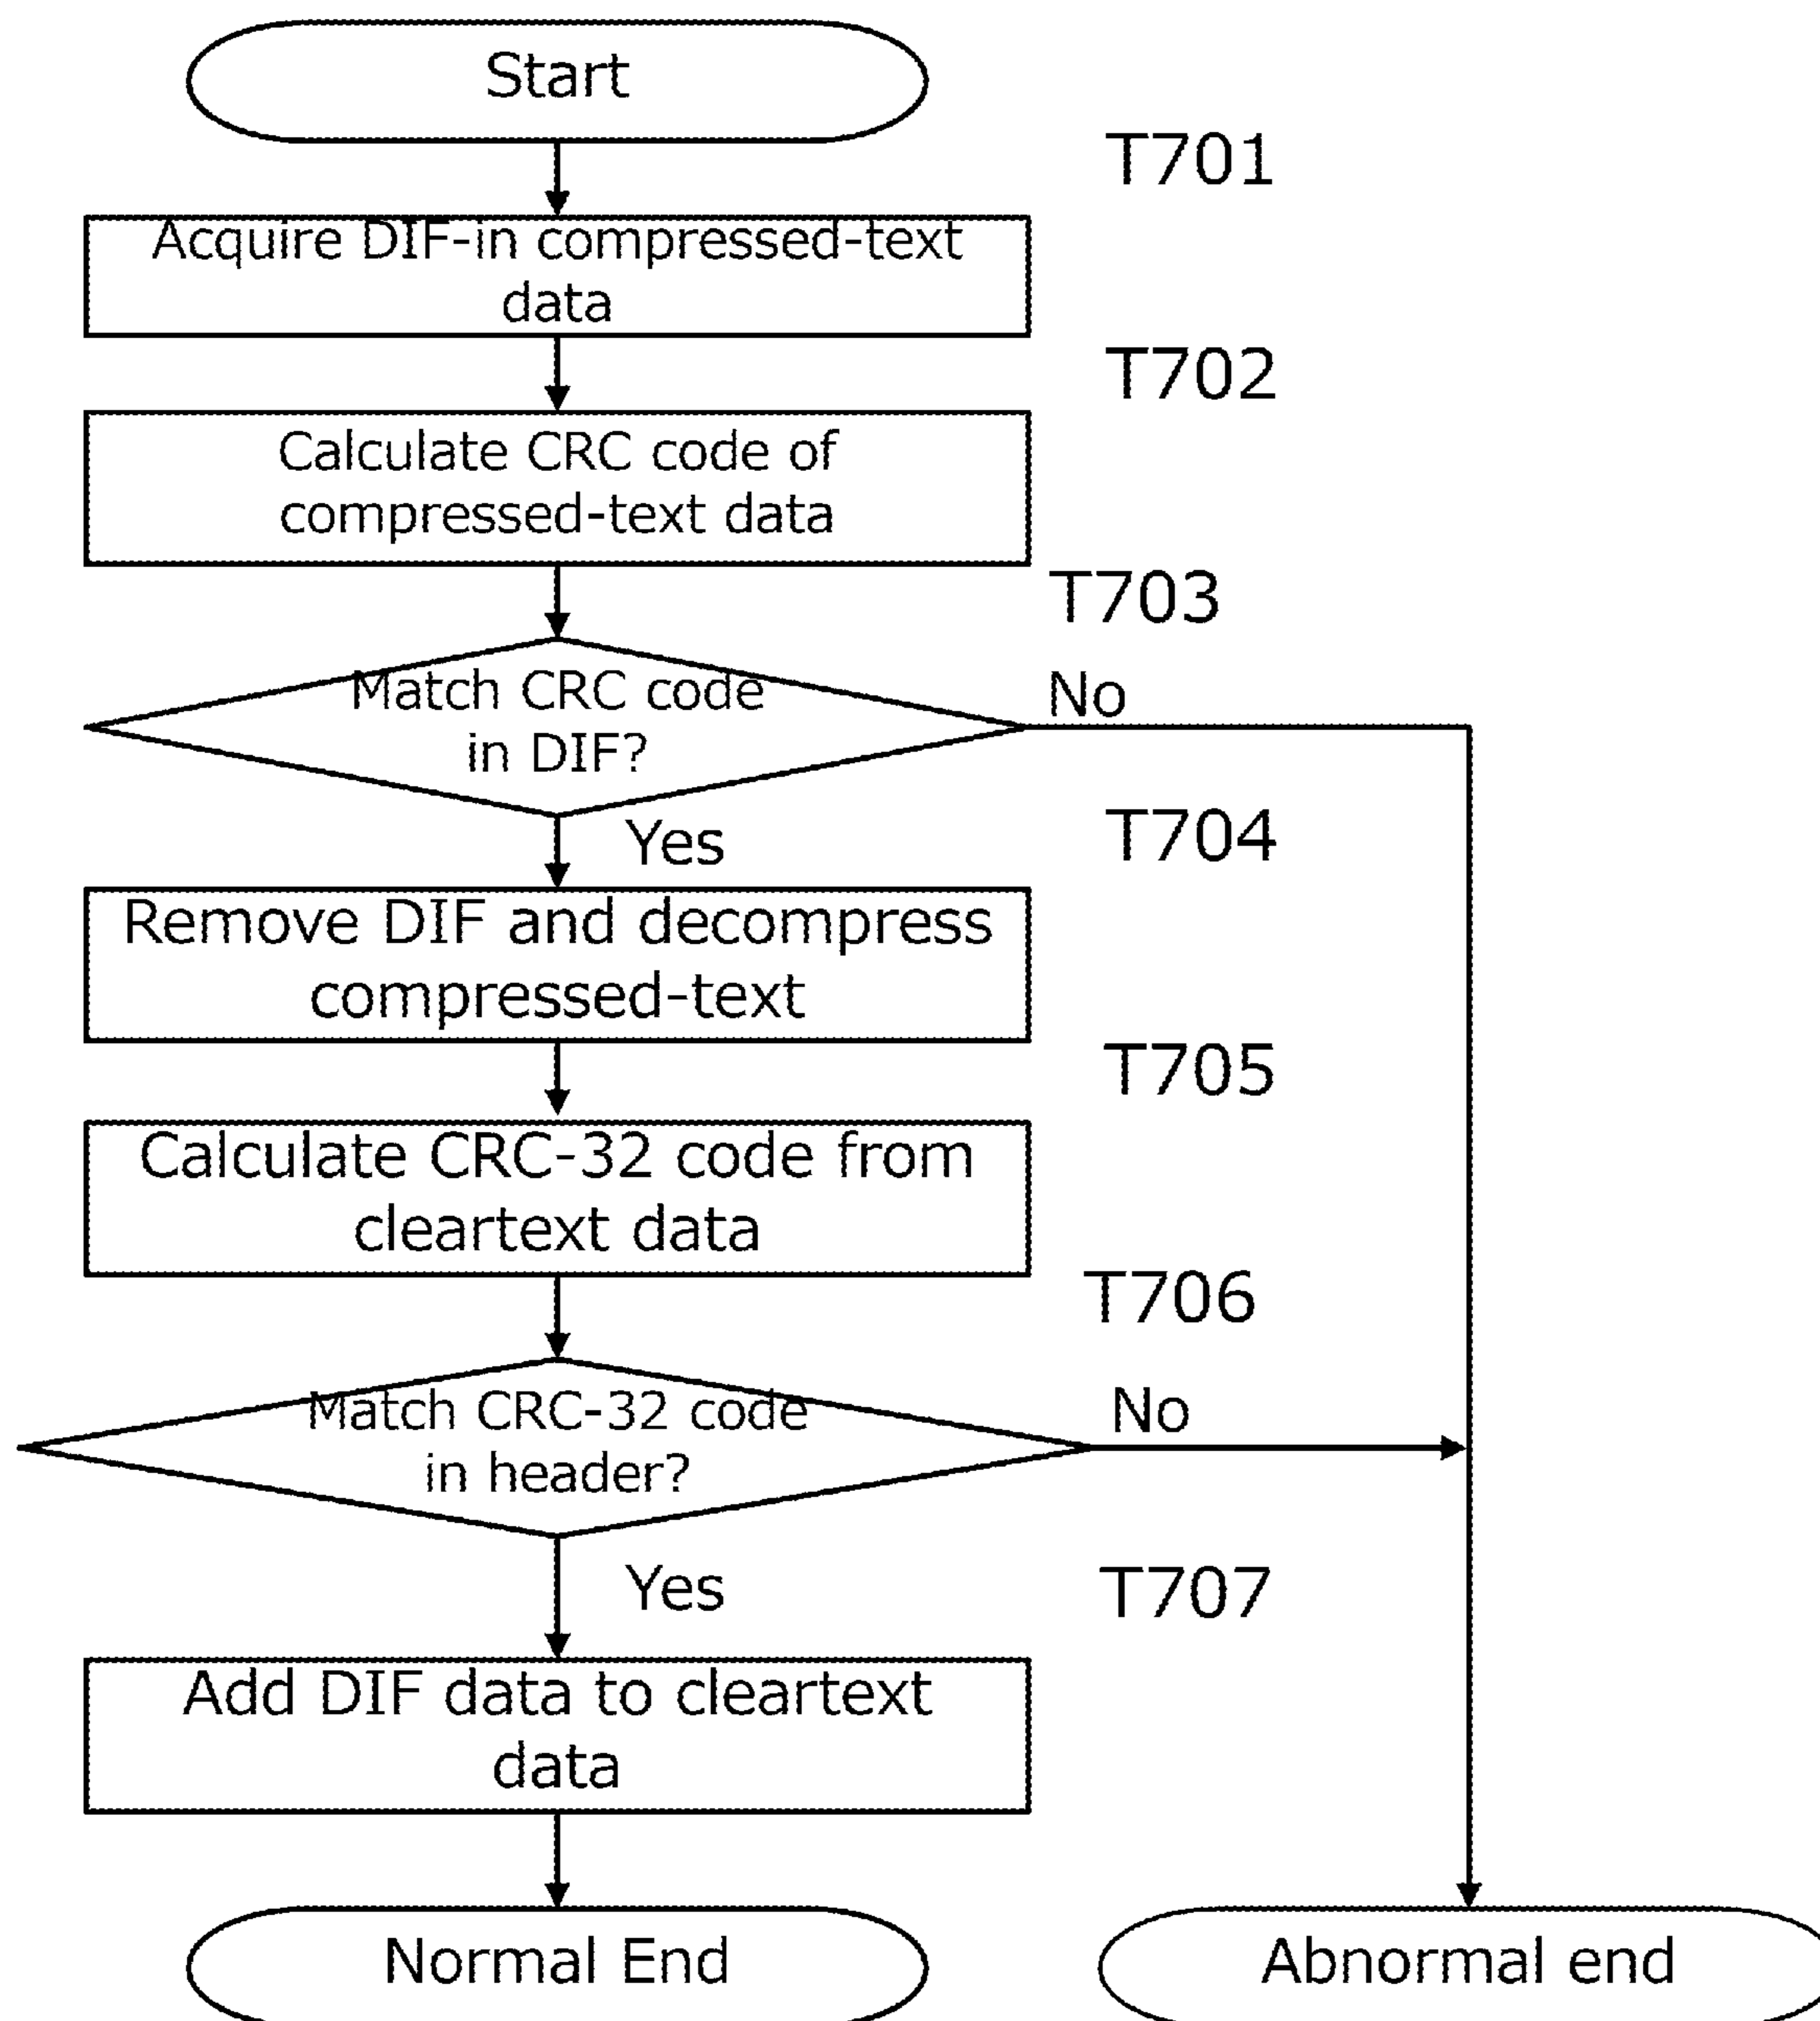 Start
T701
Acquire DIF-in compressed-text
data
T702
Calculate CRC code of
compressed-text data
T703
Match CRC code
in DIF?
No
Yes
T704
Remove DIF and decompress
compressed-text
T705
Calculate CRC-32 code from
cleartext data
T706
Match CRC-32 code
in header?
No
Yes
T707
Add DIF data to cleartext
data
Normal End
Abnormal end